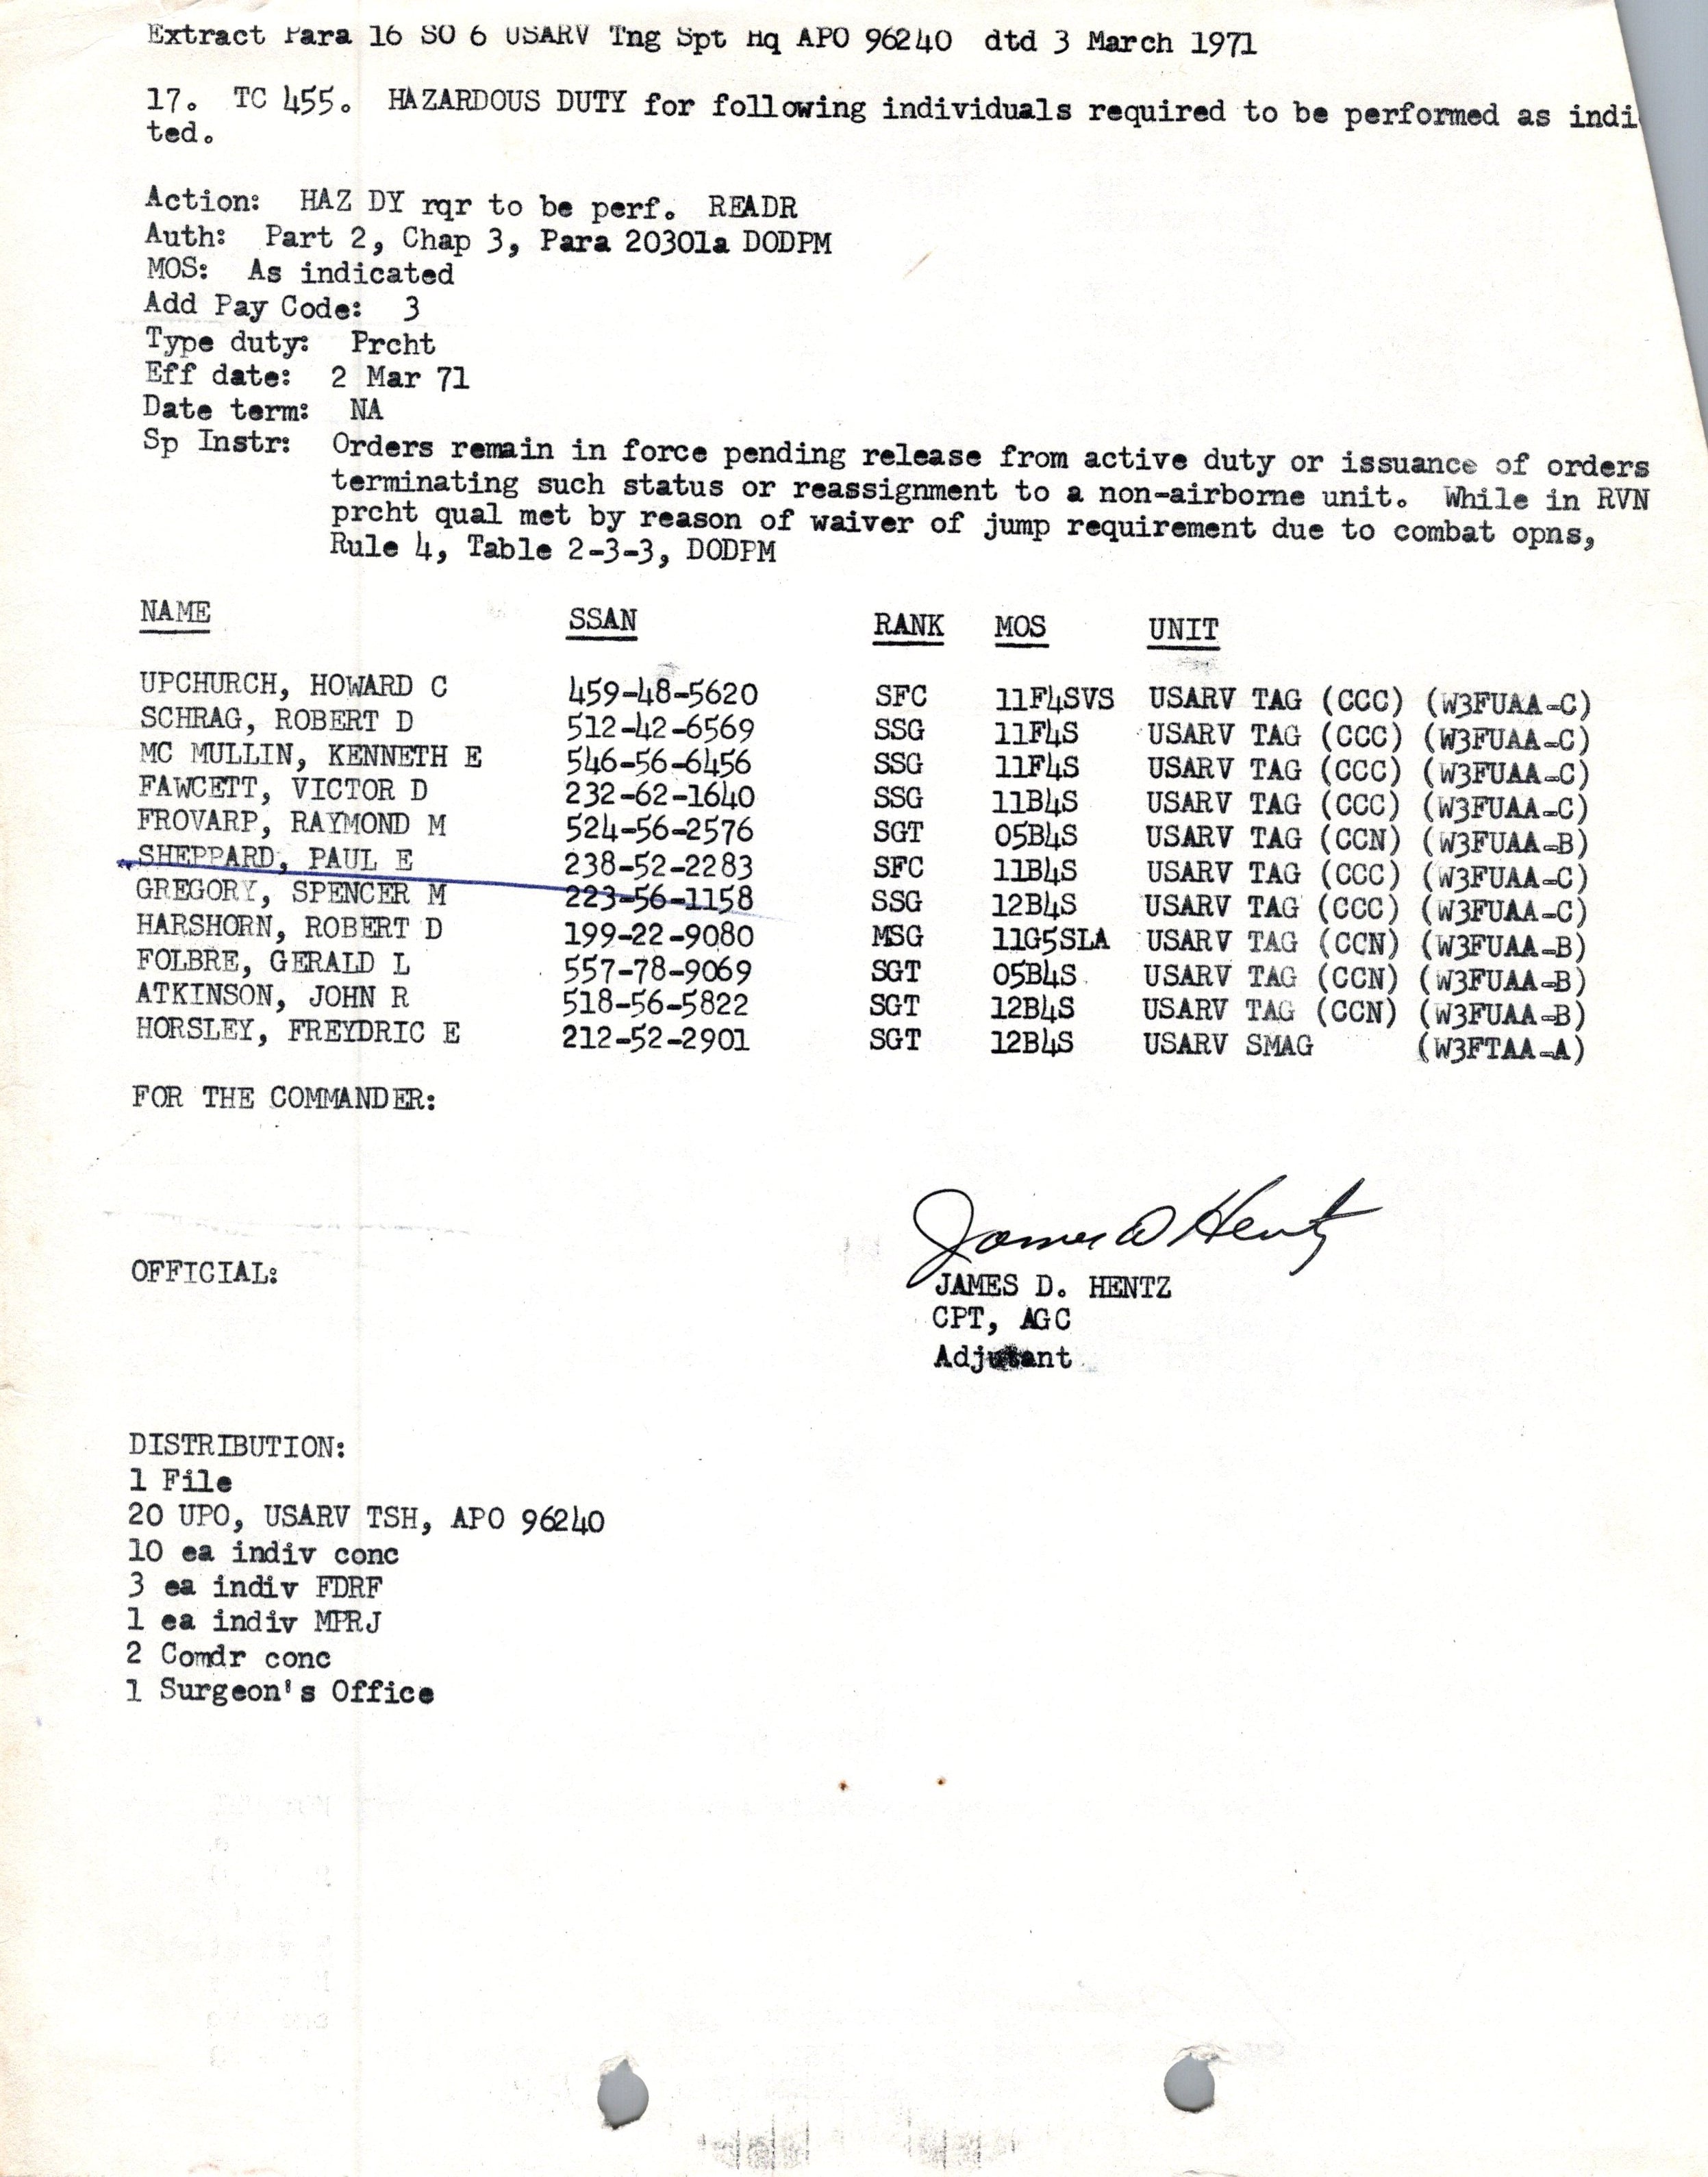 Extract Para 16 SO 6 USARV Tng Spt Hq APO 96240 dtd 3 March 1971
17. TC 455. HAZARDOUS DUTY for following individuals required to be performed as indi
ted.
Action: HAZ DY rqr to be perf. READR
Auth: Part 2, Chap 3, Para 20301a DODPM
MOS: As indicated
Add Pay Code: 3
Type duty: Prcht
Eff date: 2 Mar 71
Date term: NA
Sp Instr: Orders remain in force pending release from active duty or issuance of orders
terminating such status or reassignment to a non-airborne unit. While in RVN
prcht qual met by reason of waiver of jump requirement due to combat opns,
Rule 4, Table 2-3-3, DODPM
NAME SSAN RANK MOS UNIT
UPCHURCH, HOWARD C 459-48-5620 SFC 11F4SVS USARV TAG (CCC) (W3FUAA-C)
SCHRAG, ROBERT D 512-42-6569 SSG 11F4S USARV TAG (CCC) (W3FUAA-C)
MC MULLIN, KENNETH E 546-56-6456 SSG 11F4S USARV TAG (CCC) (W3FUAA-C)
FAWCETT, VICTOR D 232-62-1640 SSG 11B4S USARV TAG (CCC) (W3FUAA-C)
FROVARP, RAYMOND M 524-56-2576 SGT 05B4S USARV TAG (CCN) (W3FUAA-B)
SHEPPARD, PAUL E 238-52-2283 SFC 11B4S USARV TAG (CCC) (W3FUAA-C)
GREGORY, SPENCER M 223-56-1158 SSG 12B4S USARV TAG (CCC) (W3FUAA-C)
HARSHORN, ROBERT D 199-22-9080 MSG 11G5SLA USARV TAG (CCN) (W3FUAA-B)
FOLBRE, GERALD L 557-78-9069 SGT 05B4S USARV TAG (CCN) (W3FUAA-B)
ATKINSON, JOHN R 518-56-5822 SGT 12B4S USARV TAG (CCN) (W3FUAA-B)
HORSLEY, FREYDRIC E 212-52-2901 SGT 12B4S USARV SMAG (W3FTAA-A)
FOR THE COMMANDER:
James D Hentz
OFFICIAL:
JAMES D. HENTZ
CPT, AGC
Adjutant
DISTRIBUTION:
1 File
20 UPO, USARV TSH, APO 96240
10 ea indiv conc
3 ea indiv FDRF
1 ea indiv MPRJ
2 Comdr conc
1 Surgeon's Office